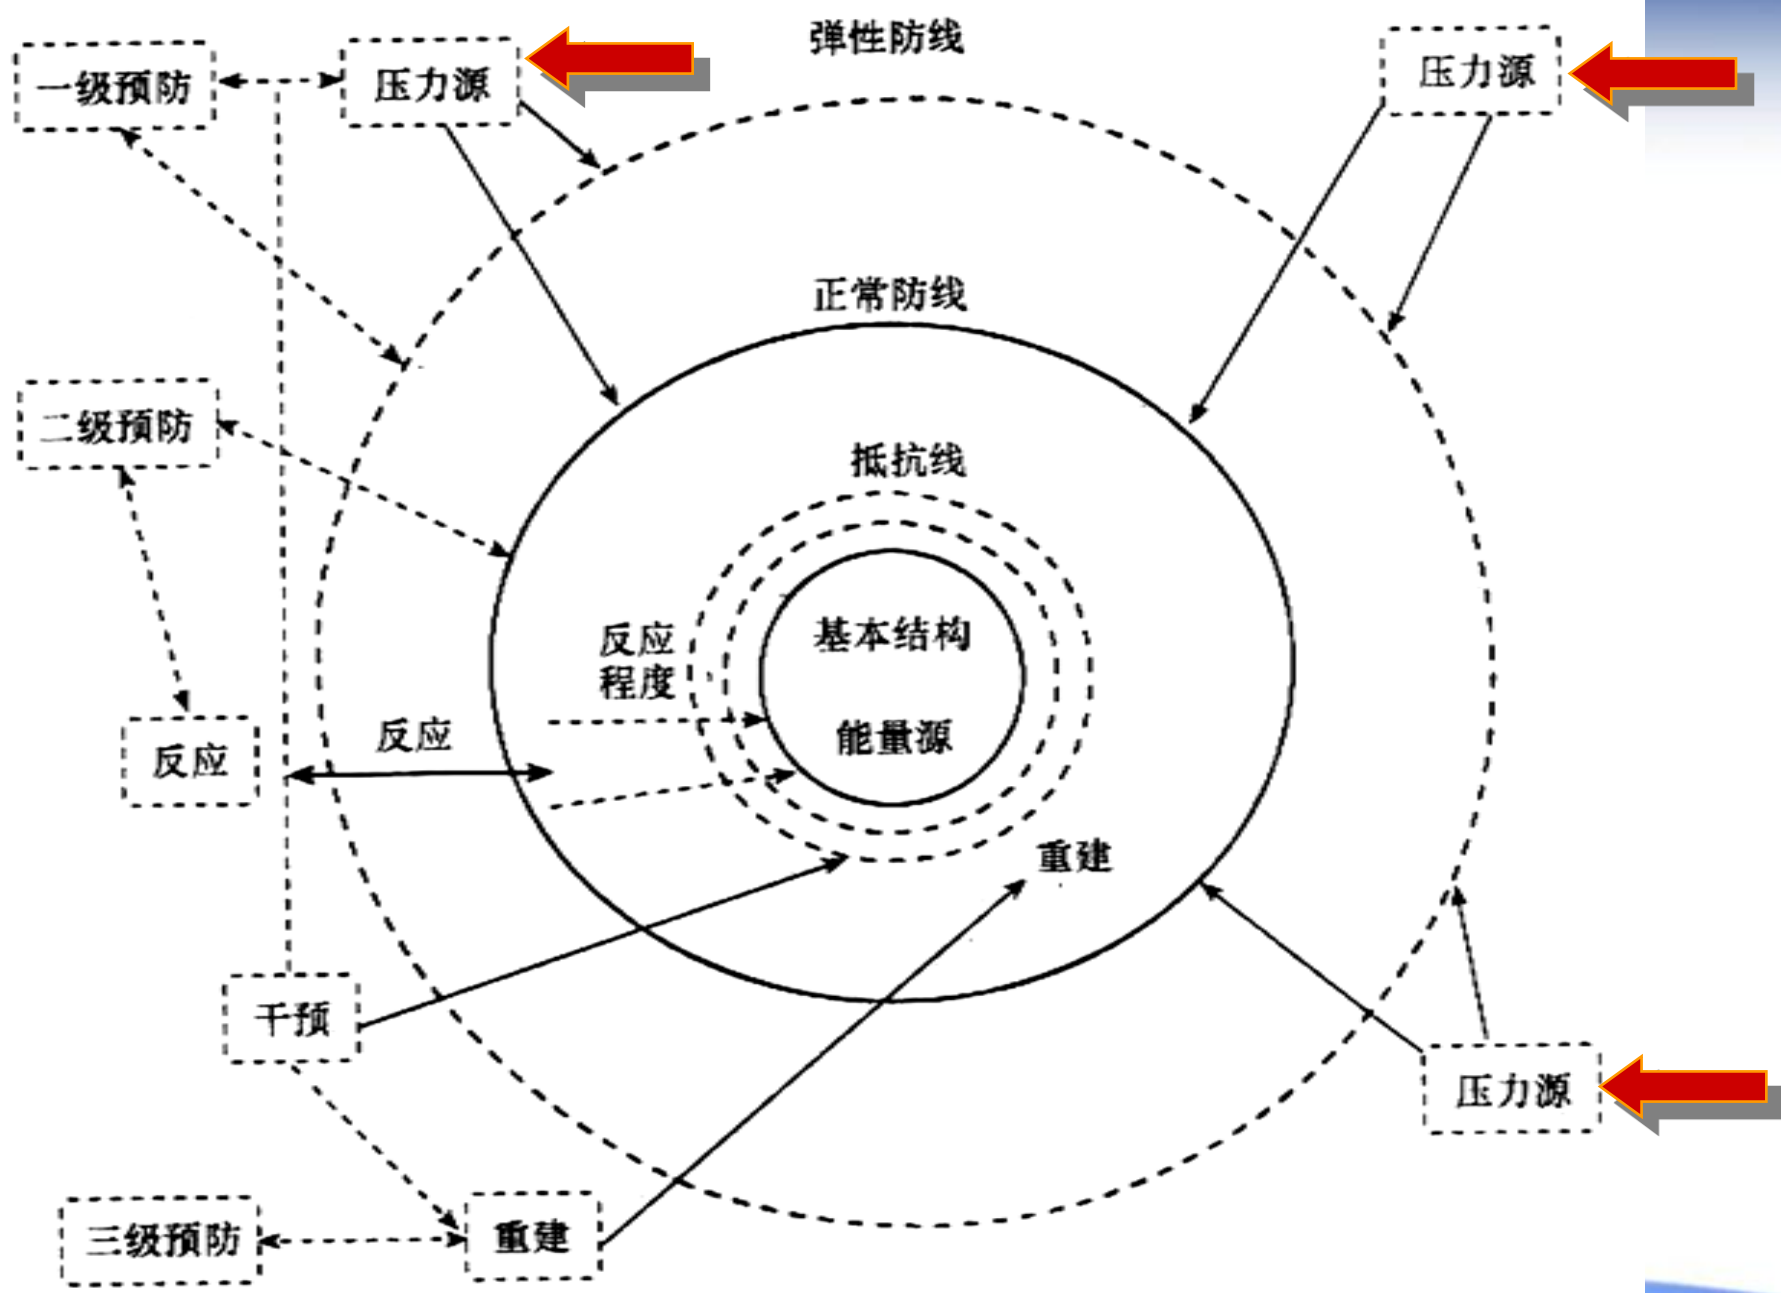 弹性防线
一级预防
压力源
压力源
正常防线
二级预防
抵抗线
反应
程度
基本结构
能量源
反应
反应
重建
干预
压力源
三级预防
重建